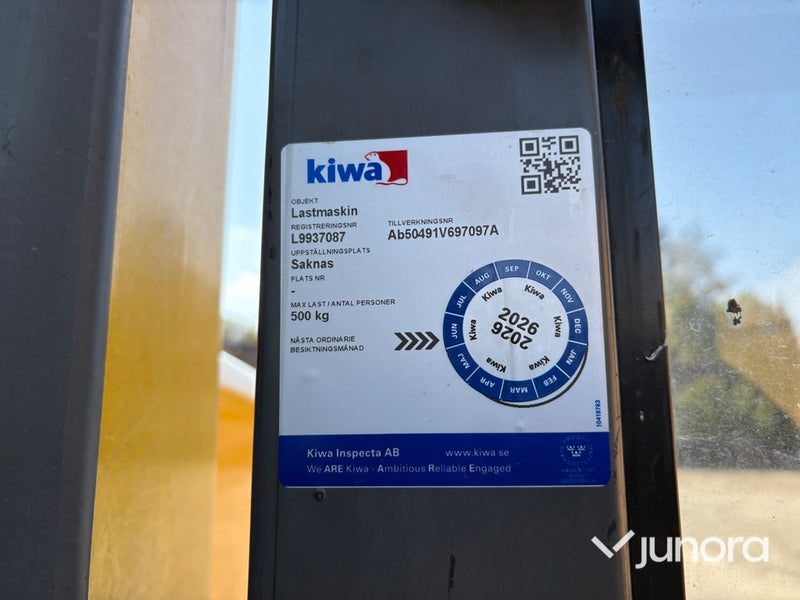 kiwa
OBJEKT
Lastmaskin
REGISTRERINGSNR
L9937087
TILLVERKNINGSNR
Ab50491V697097A
UPPSTÄLLNINGSPLATS
Saknas
PLATS NR
-
MAX LAST / ANTAL PERSONER
500 kg
NÄSTA ORDINARIE
BESIKTNINGSMÅNAD
JAN
FEB
MAR
APR
MAJ
JUN
JUL
AUG
SEP
OKT
NOV
DEC
Kiwa
Kiwa
Kiwa
Kiwa
Kiwa
Kiwa
2026
2026
10419783
Kiwa Inspecta AB
www.kiwa.se
We ARE Kiwa - Ambitious Reliable Engaged
junora